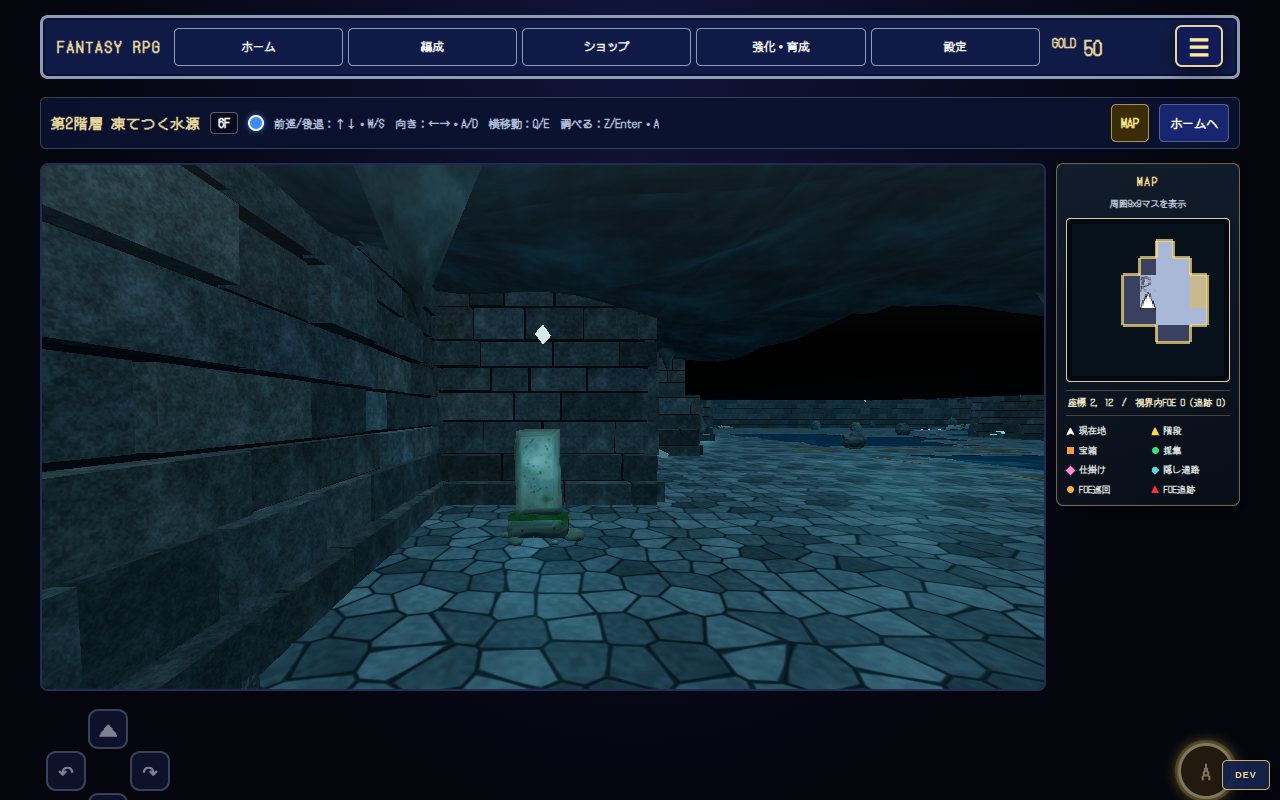 FANTASY RPG
ホーム
編成
ショップ
強化・育成
設定
GOLD 50
第2階層 凍てつく水源
6F
前進/後退：↑↓・W/S 向き：←→・A/D 横移動：Q/E 調べる：Z/Enter・A
MAP
ホームへ
MAP
周囲9x9マスを表示
座標 2, 12 / 視界内FOE 0（追跡 0）
現在地
階段
宝箱
採集
仕掛け
隠し通路
FOE巡回
FOE追跡
A
DEV